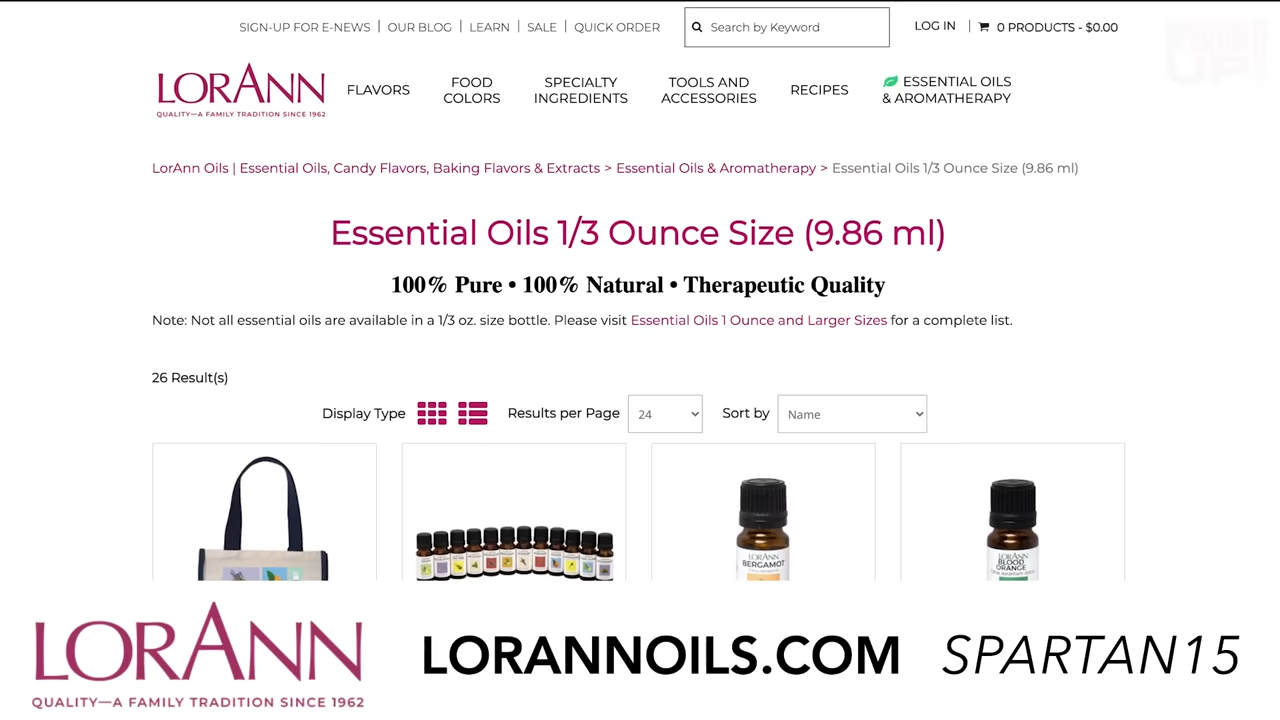 SIGN-UP FOR E-NEWS | OUR BLOG | LEARN | SALE | QUICK ORDER
Search by Keyword
LOG IN | 0 PRODUCTS - $0.00
LORANN
QUALITY—A FAMILY TRADITION SINCE 1962
FLAVORS
FOOD
COLORS
SPECIALTY
INGREDIENTS
TOOLS AND
ACCESSORIES
RECIPES
ESSENTIAL OILS
& AROMATHERAPY
LorAnn Oils | Essential Oils, Candy Flavors, Baking Flavors & Extracts > Essential Oils & Aromatherapy > Essential Oils 1/3 Ounce Size (9.86 ml)
Essential Oils 1/3 Ounce Size (9.86 ml)
100% Pure • 100% Natural • Therapeutic Quality
Note: Not all essential oils are available in a 1/3 oz. size bottle. Please visit Essential Oils 1 Ounce and Larger Sizes for a complete list.
26 Result(s)
Display Type
Results per Page
24
Sort by
Name
LORANN
BERGAMOT
LORANN
BLOOD
ORANGE
LORANN
QUALITY—A FAMILY TRADITION SINCE 1962
LORANNOILS.COM
SPARTAN15